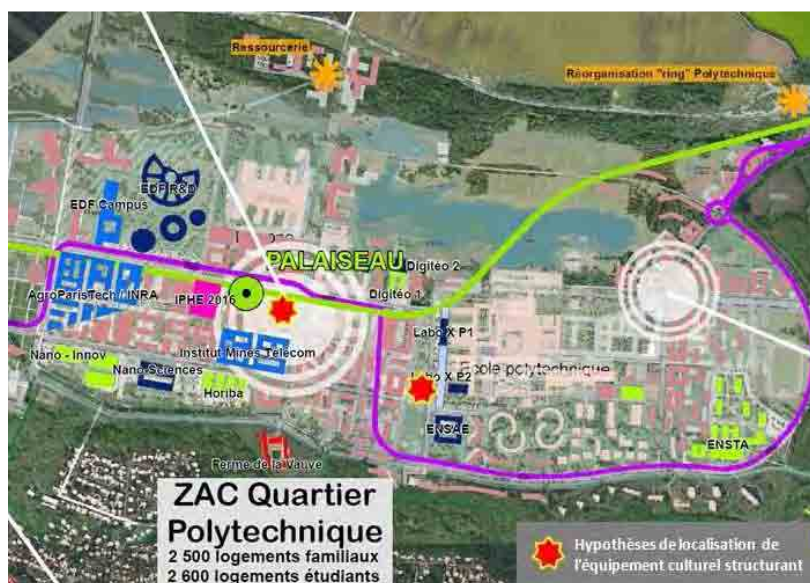 Ressourcerie
Réorganisation "ring" Polytechnique
EDF R&D
EDF Campus
PALAISEAU
Digitéo 2
Digitéo 1
AgroParisTech / INRA
IPHE 2016
Labo X P1
Institut Mines Télécom
Nano - Innov
Nano-Sciences
Labo X P2
École polytechnique
Horiba
ENSAE
ENSTA
Ferme de la Vauve
ZAC Quartier
Polytechnique
2 500 logements familiaux
2 600 logements étudiants
Hypothèses de localisation de
l'équipement culturel structurant